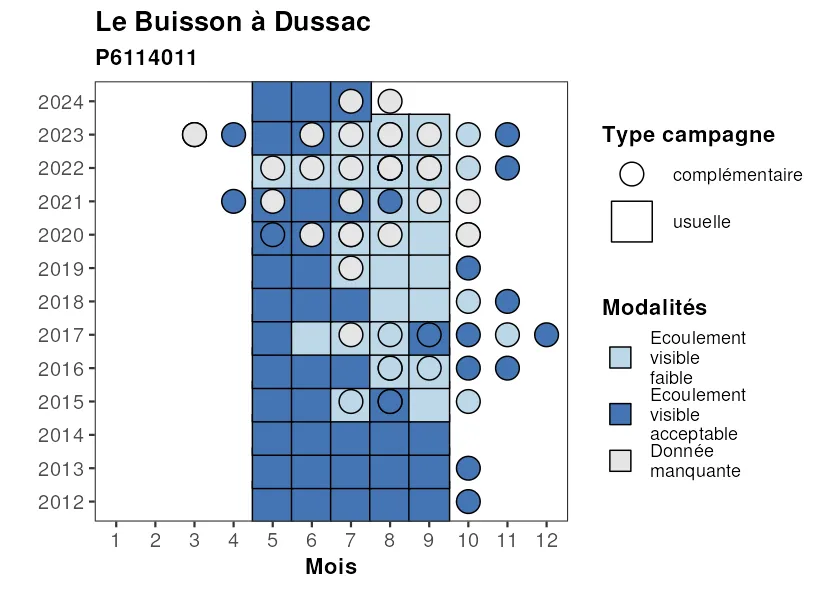 Le Buisson à Dussac
P6114011
2024
2023
2022
2021
2020
2019
2018
2017
2016
2015
2014
2013
2012
1 2 3 4 5 6 7 8 9 10 11 12
Mois
Type campagne
complémentaire
usuelle
Modalités
Ecoulement
visible
faible
Ecoulement
visible
acceptable
Donnée
manquante